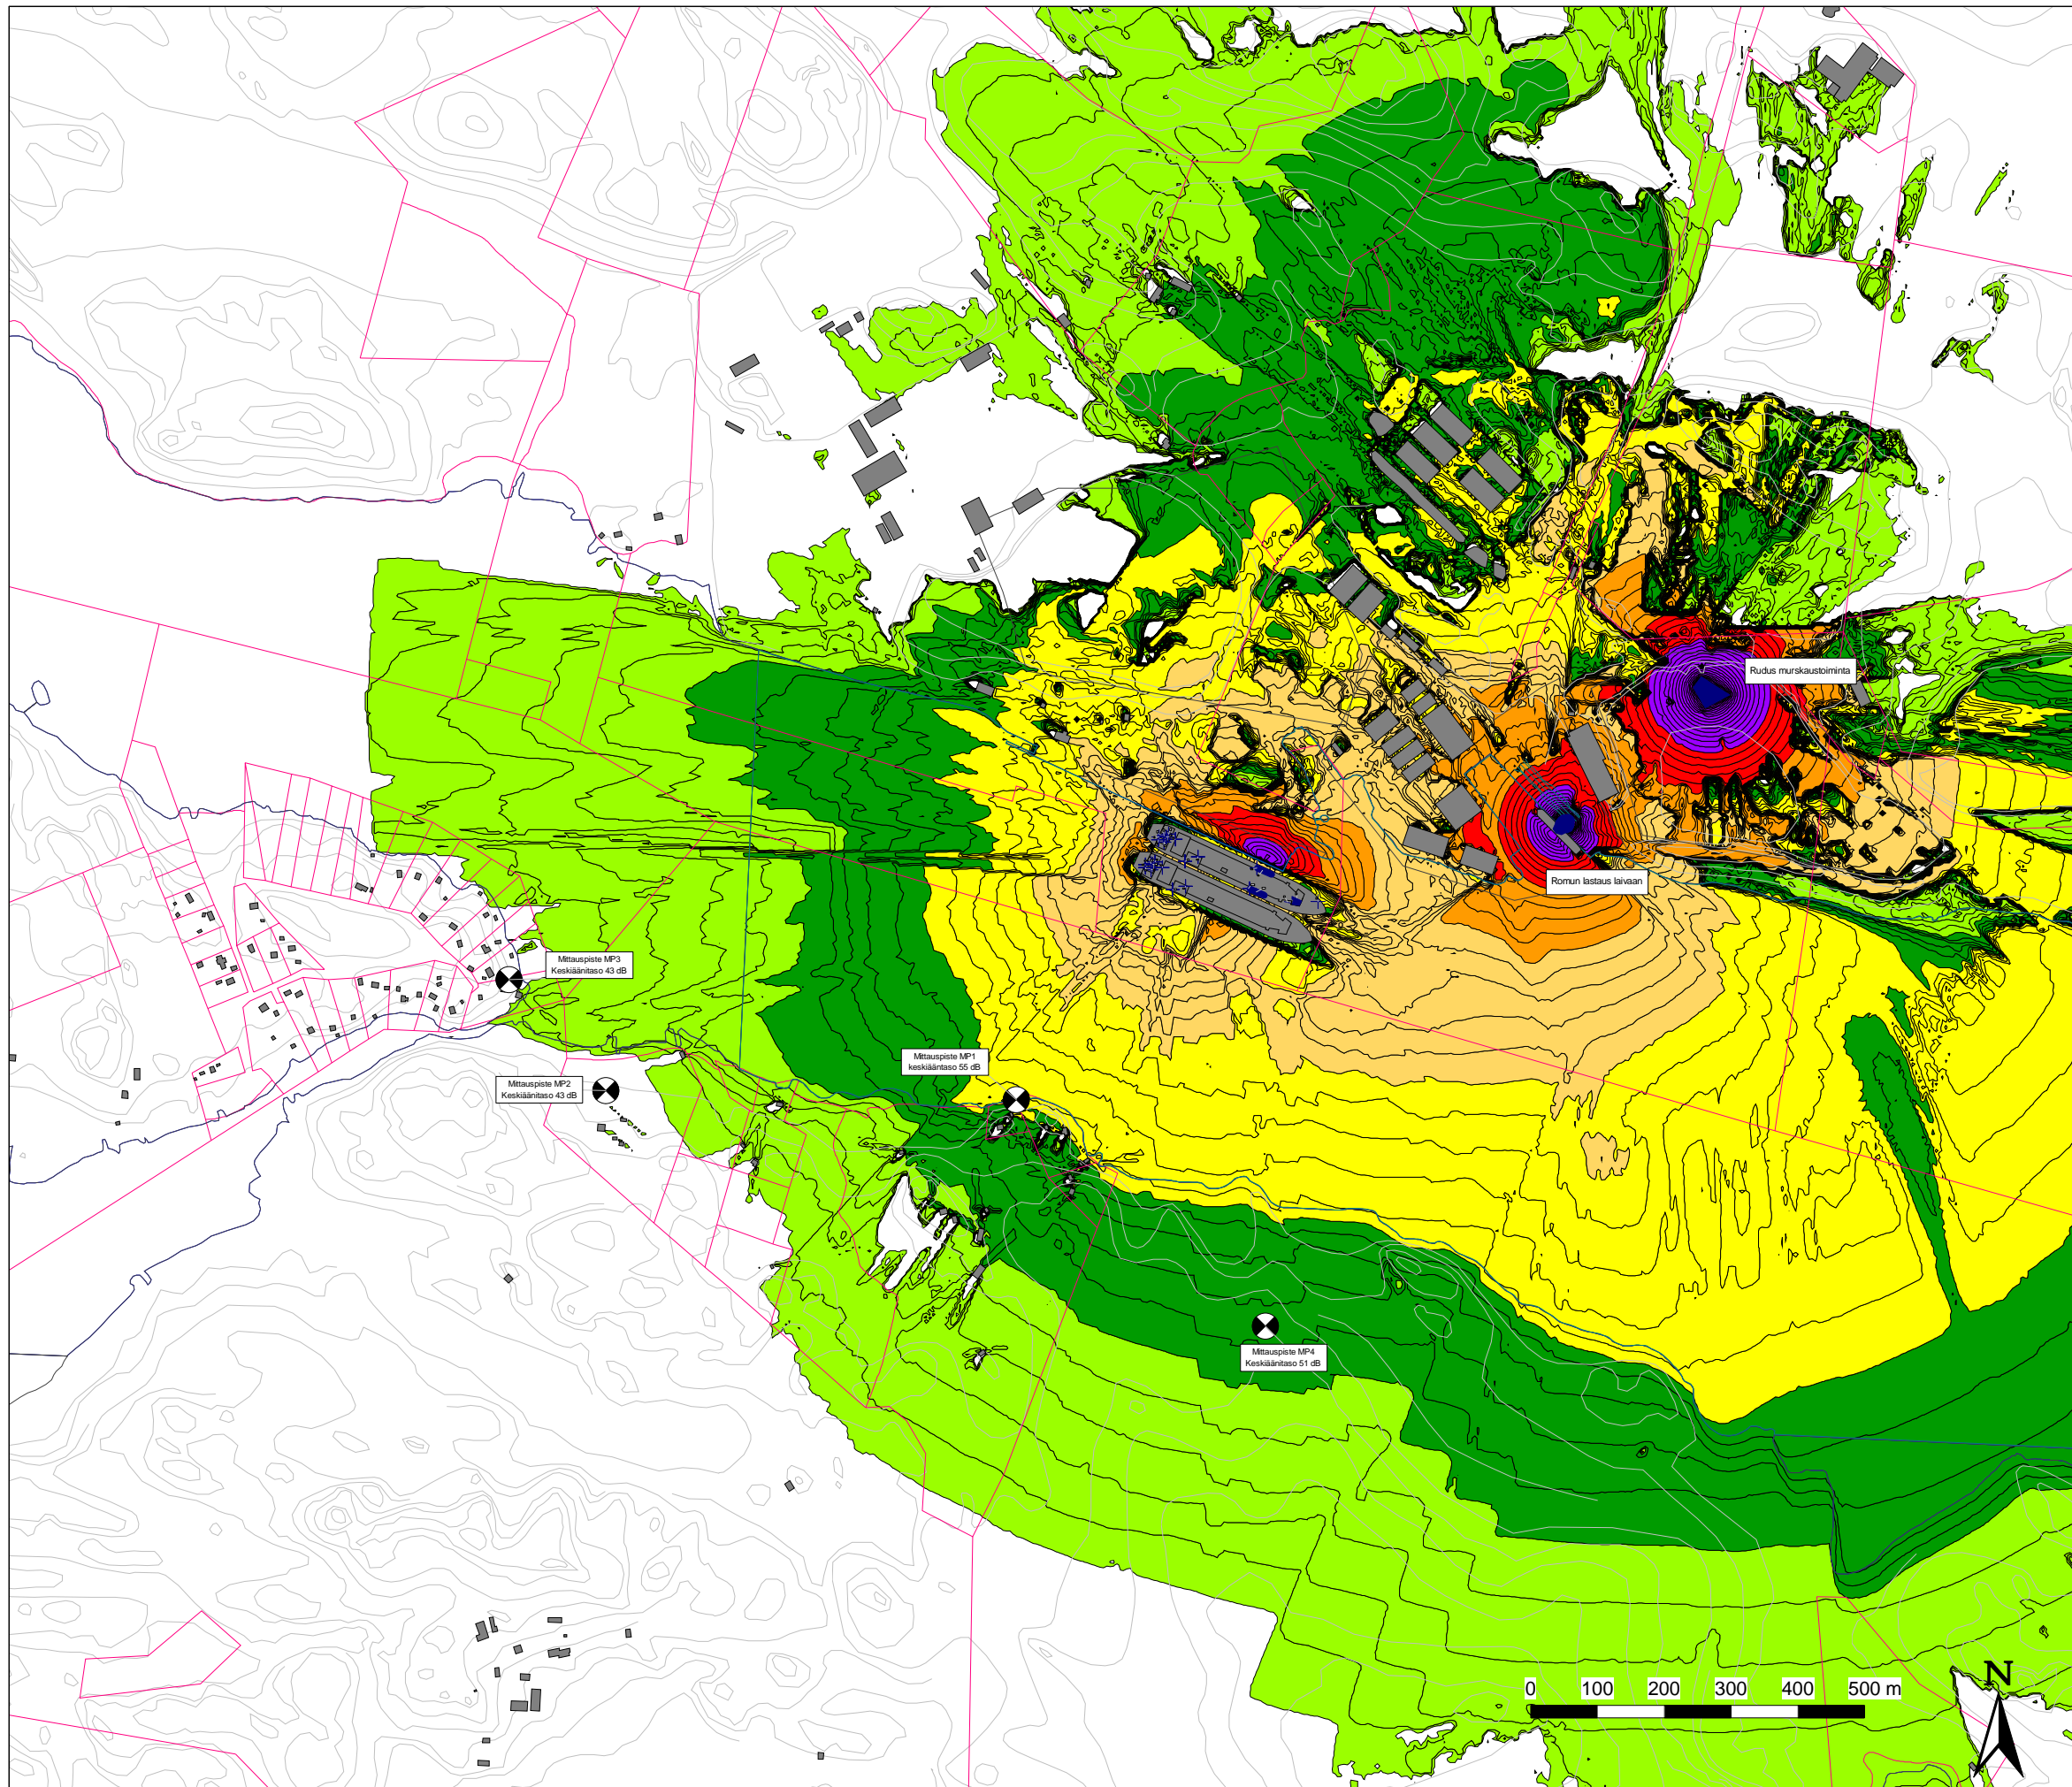 Rudus murskaustoiminta
Romun lastaus laivaan
Mittauspiste MP3
Keskiäänitaso 43 dB
Mittauspiste MP1
keskiääntaso 55 dB
Mittauspiste MP2
Keskiäänitaso 43 dB
Mittauspiste MP4
Keskiäänitaso 51 dB
N
0 100 200 300 400 500 m